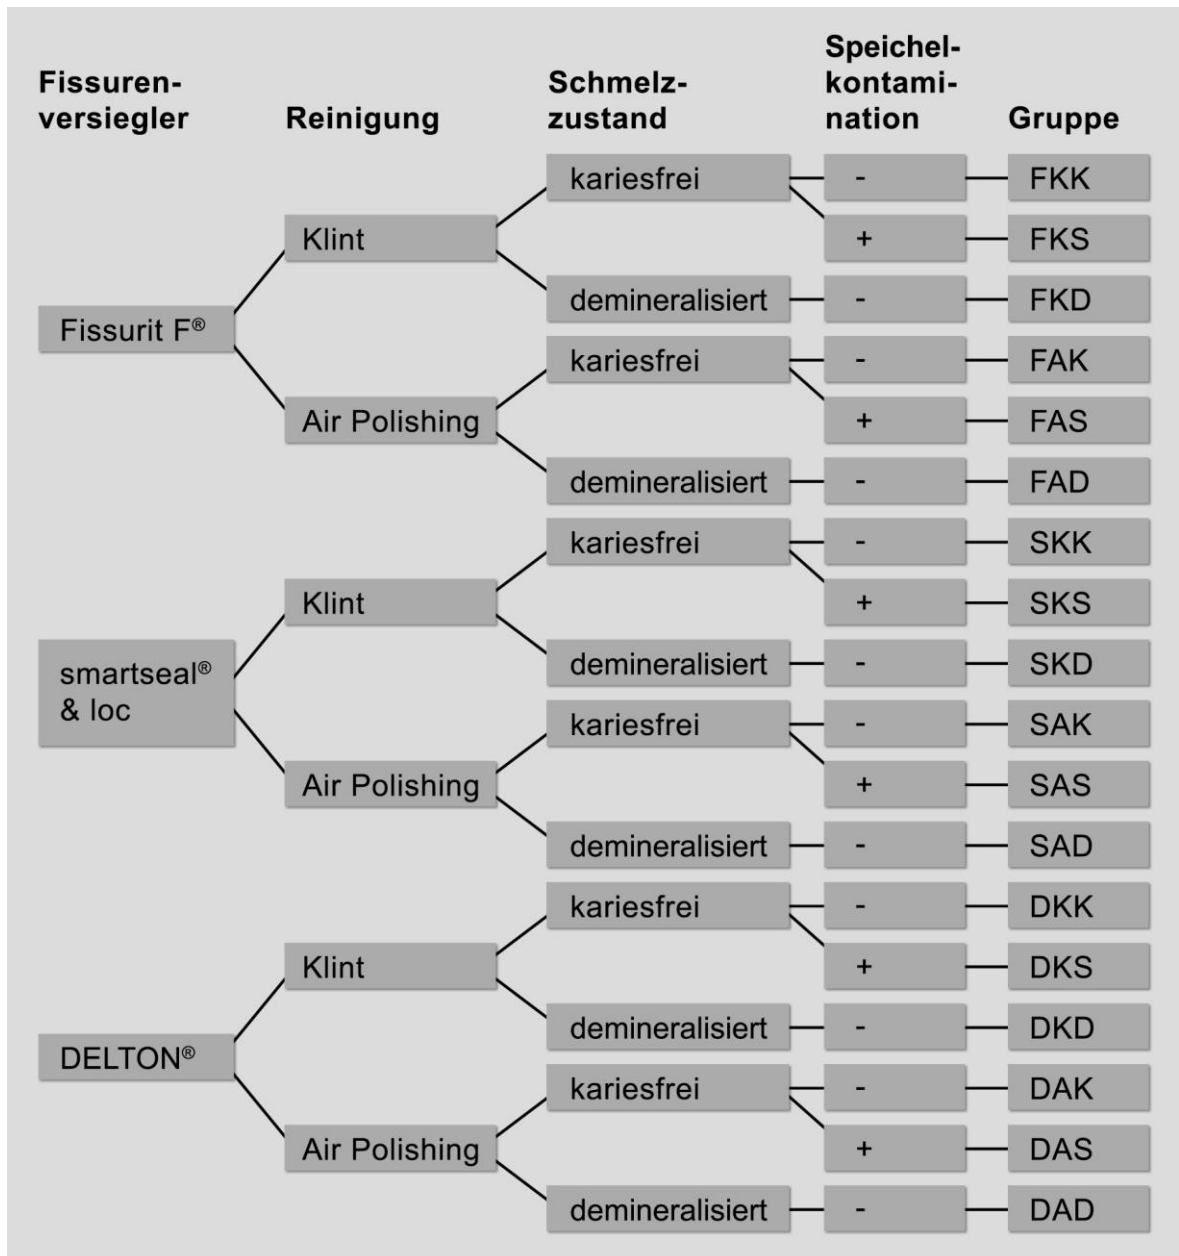 Fissuren-
versiegler
Reinigung
Schmelz-
zustand
Speichel-
kontami-
nation
Gruppe
kariesfrei - FKK
Klint + FKS
demineralisiert - FKD
Fissurit F®
kariesfrei - FAK
Air Polishing + FAS
demineralisiert - FAD
kariesfrei - SKK
Klint + SKS
demineralisiert - SKD
smartseal®
& loc
kariesfrei - SAK
Air Polishing + SAS
demineralisiert - SAD
kariesfrei - DKK
Klint + DKS
demineralisiert - DKD
DELTON®
kariesfrei - DAK
Air Polishing + DAS
demineralisiert - DAD